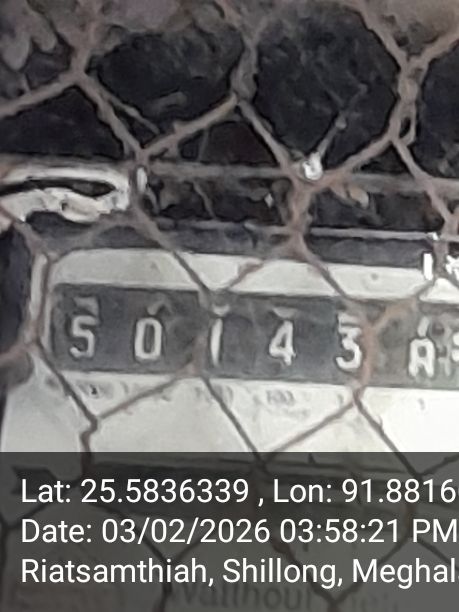 5 0 1 4 3
Lat: 25.5836339 , Lon: 91.8816
Date: 03/02/2026 03:58:21 PM
Riatsamthiah, Shillong, Meghal